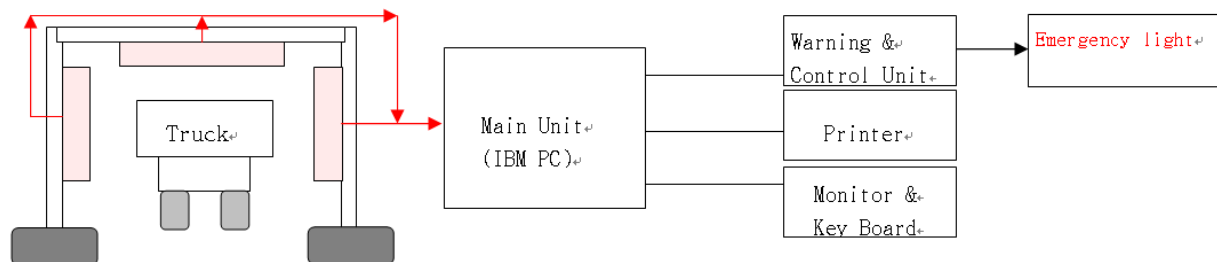 Truck
Main Unit
(IBM PC)
Warning &
Control Unit
Printer
Monitor &
Key Board
Emergency light